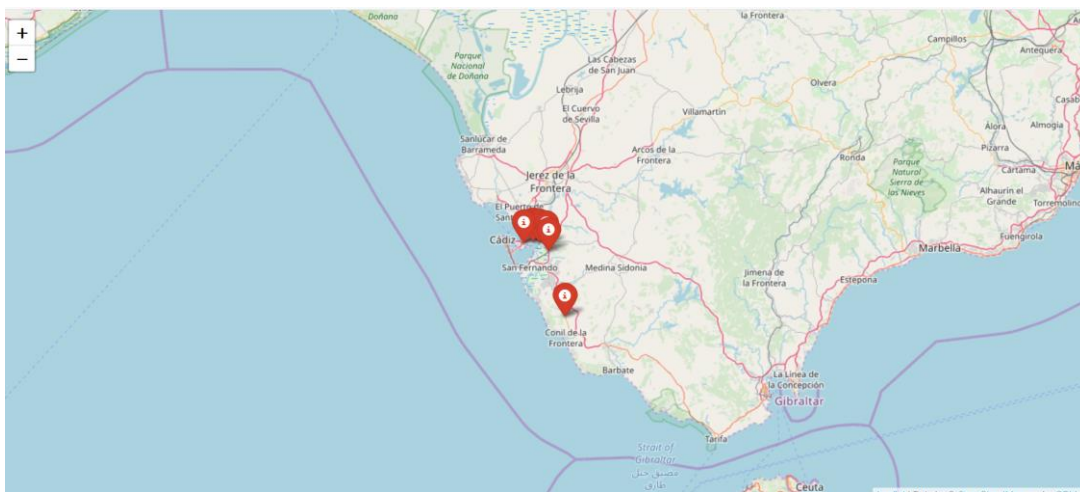 +
−
Doñana
Parque
Nacional
de Doñana
la Frontera
Campillos
Antequera
Las Cabezas
de San Juan
Olvera
Lebrija
El Cuervo
de Sevilla
Villamartín
Álora
Almogía
Pizarra
Sanlúcar de
Barrameda
Arcos de la
Frontera
Ronda
Parque
Natural
Sierra de
las Nieves
Cártama
Jerez de la
Frontera
Alhaurín el
Grande
Torremolinos
El Puerto de
Cádiz
Fuengirola
Marbella
San Fernando
Medina Sidonia
Jimena de
la Frontera
Estepona
Conil de la
Frontera
Barbate
La Línea de
la Concepción
Gibraltar
Tarifa
Strait of
Gibraltar
مضيق جبل
طارق
Ceuta